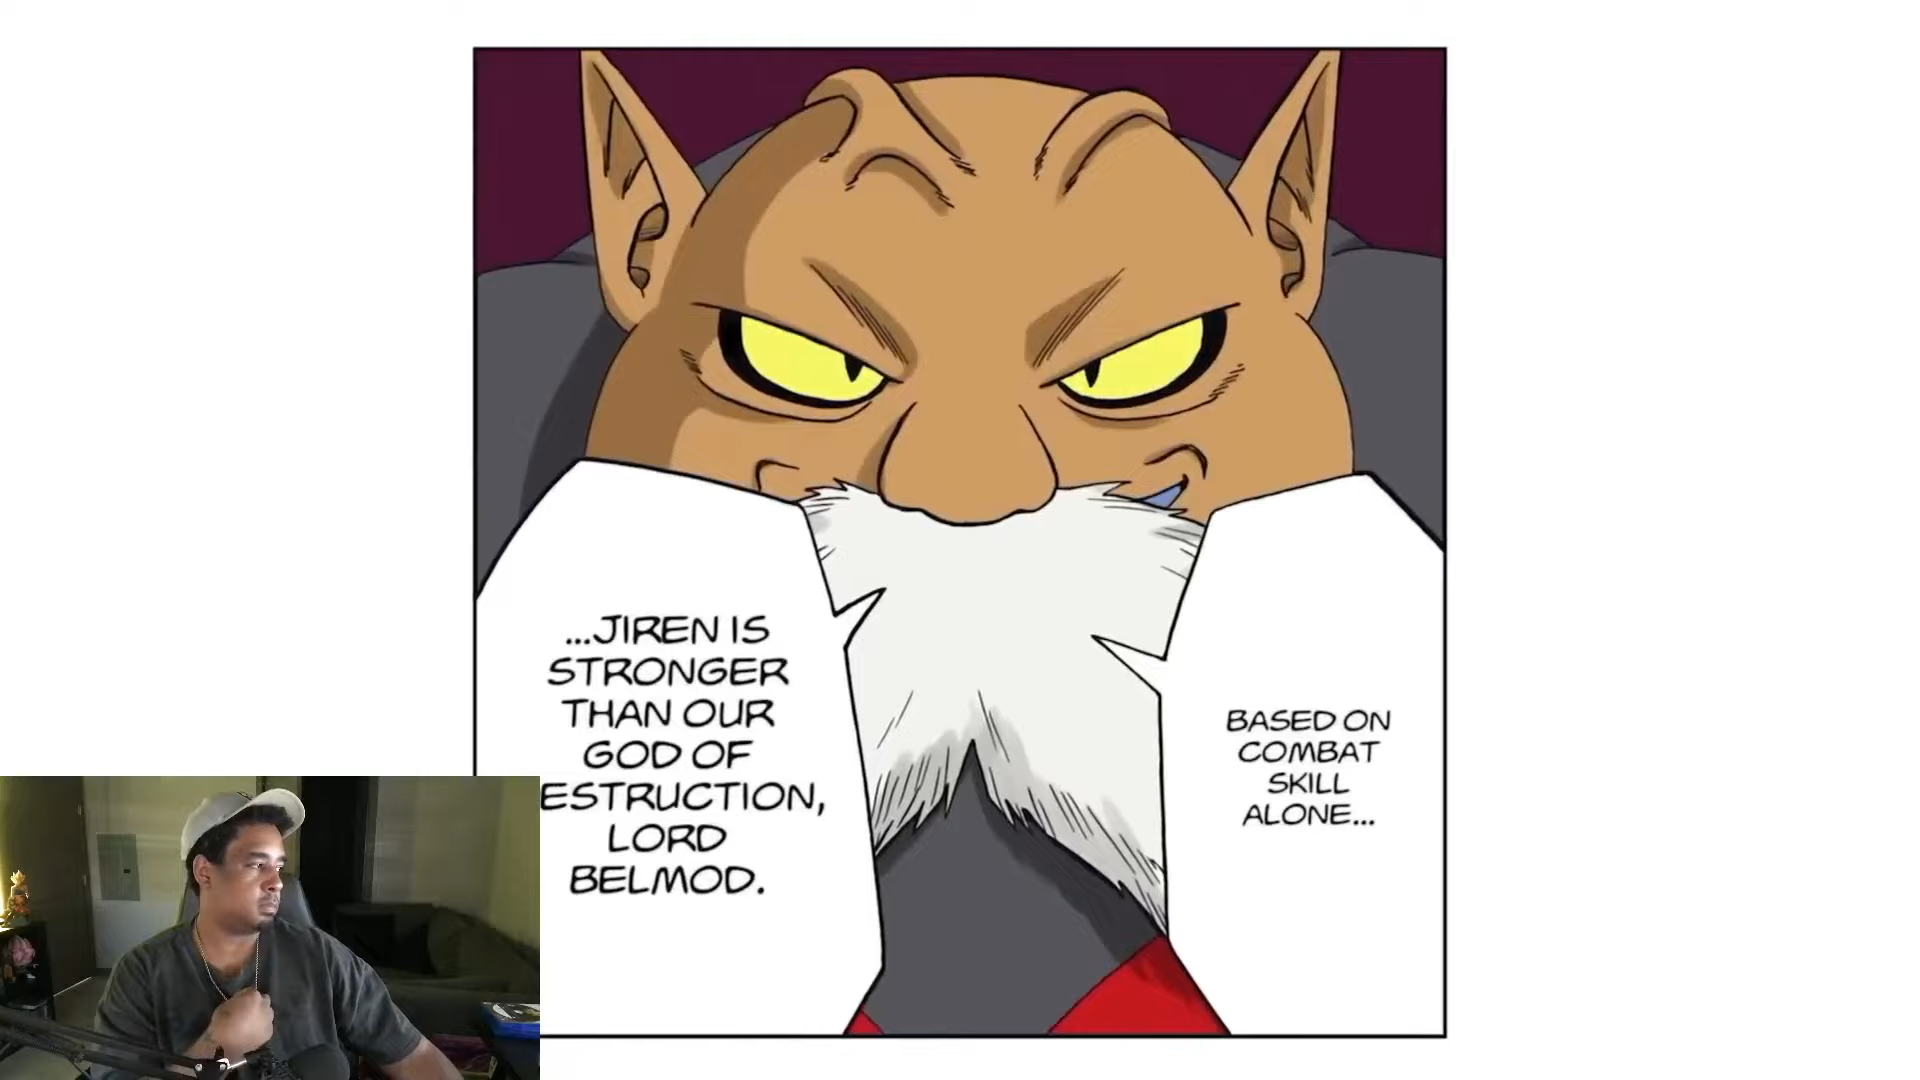 BASED ON
COMBAT
SKILL
ALONE...
...JIREN IS
STRONGER
THAN OUR
GOD OF
ESTRUCTION,
LORD
BELMOD.